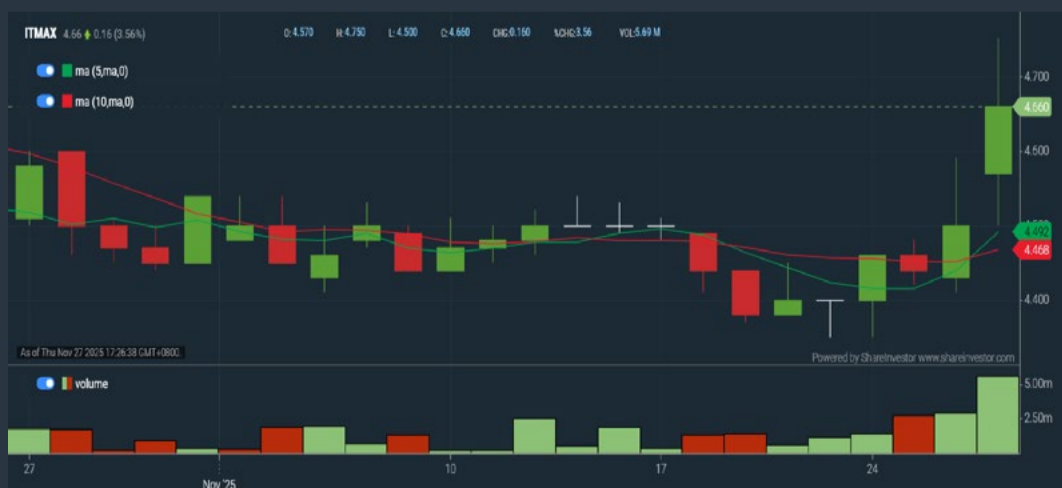 ITMAX 4.66 0.16 (3.56%) O: 4.570 H: 4.750 L: 4.500 C: 4.660 CHG:0.160 %CHG:3.56 VOL:5.69 M
ma (5,ma,0)
ma (10,ma,0)
4.700
4.660
4.600
4.500
4.492
4.468
4.400
As of Thu Nov 27 2025 17:26:38 GMT+0800.
Powered by ShareInvestor www.shareinvestor.com
volume
5.00m
2.50m
27 10 17 24
Nov '25